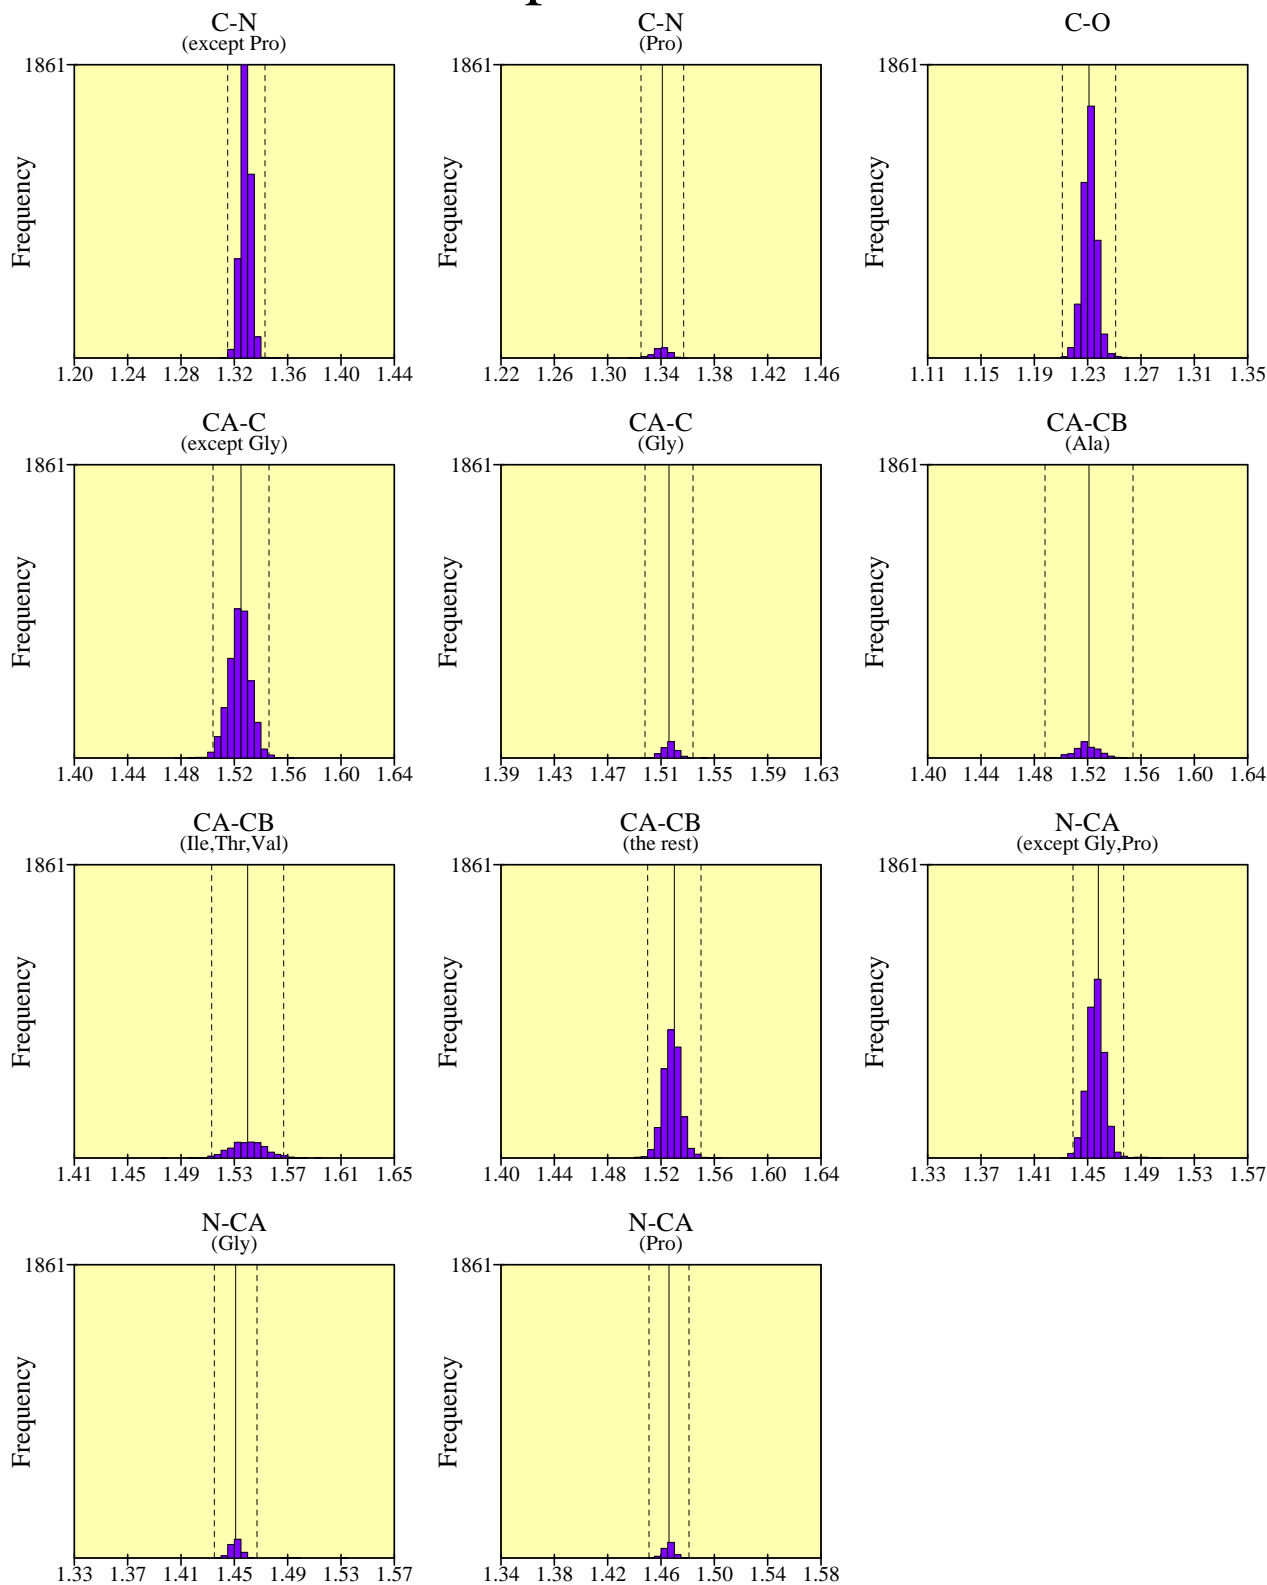 C-N C-N C-O
(except Pro) (Pro)
1861 1861 1861
Frequency Frequency Frequency
1.20 1.24 1.28 1.32 1.36 1.40 1.44 1.22 1.26 1.30 1.34 1.38 1.42 1.46 1.11 1.15 1.19 1.23 1.27 1.31 1.35
CA-C CA-C CA-CB
(except Gly) (Gly) (Ala)
1861 1861 1861
Frequency Frequency Frequency
1.40 1.44 1.48 1.52 1.56 1.60 1.64 1.39 1.43 1.47 1.51 1.55 1.59 1.63 1.40 1.44 1.48 1.52 1.56 1.60 1.64
CA-CB CA-CB N-CA
(Ile,Thr,Val) (the rest) (except Gly,Pro)
1861 1861 1861
Frequency Frequency Frequency
1.41 1.45 1.49 1.53 1.57 1.61 1.65 1.40 1.44 1.48 1.52 1.56 1.60 1.64 1.33 1.37 1.41 1.45 1.49 1.53 1.57
N-CA N-CA
(Gly) (Pro)
1861 1861
Frequency Frequency
1.33 1.37 1.41 1.45 1.49 1.53 1.57 1.34 1.38 1.42 1.46 1.50 1.54 1.58